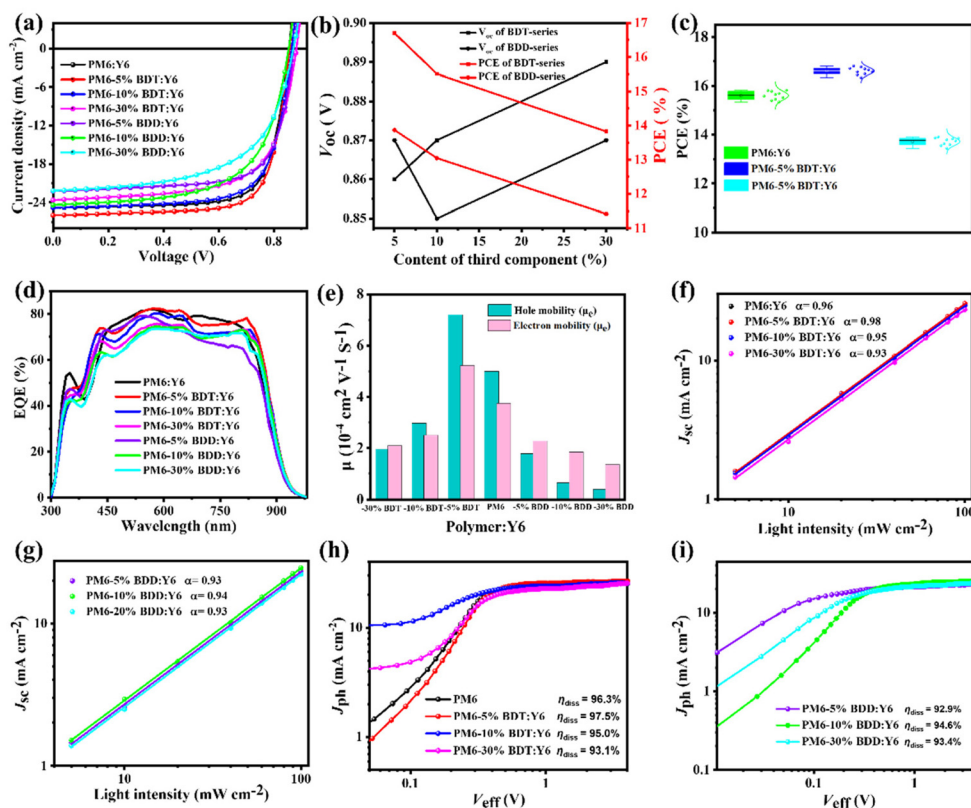 (a)
Current density (mA cm⁻²)
0
-6
-12
-18
-24
PM6:Y6
PM6-5% BDT:Y6
PM6-10% BDT:Y6
PM6-30% BDT:Y6
PM6-5% BDD:Y6
PM6-10% BDD:Y6
PM6-30% BDD:Y6
0.0 0.2 0.4 0.6 0.8
Voltage (V)
(b)
Voc (V)
0.90
0.89
0.88
0.87
0.86
0.85
Voc of BDT-series
Voc of BDD-series
PCE of BDT-series
PCE of BDD-series
17
16
15
14
13
12
11
PCE (%)
5 10 15 20 25 30
Content of third component (%)
(c)
PCE (%)
18
16
14
12
10
PM6:Y6
PM6-5% BDT:Y6
PM6-5% BDT:Y6
(d)
EQE (%)
80
60
40
20
0
PM6:Y6
PM6-5% BDT:Y6
PM6-10% BDT:Y6
PM6-30% BDT:Y6
PM6-5% BDD:Y6
PM6-10% BDD:Y6
PM6-30% BDD:Y6
300 400 500 600 700 800 900
Wavelength (nm)
(e)
μ (10⁻⁴ cm² V⁻¹ S⁻¹)
8
6
4
2
0
Hole mobility (μe)
Electron mobility (μe)
-30% BDT -10% BDT -5% BDT PM6 -5% BDD -10% BDD -30% BDD
Polymer:Y6
(f)
Jsc (mA cm⁻²)
10
1
PM6:Y6 α= 0.96
PM6-5% BDT:Y6 α= 0.98
PM6-10% BDT:Y6 α= 0.95
PM6-30% BDT:Y6 α= 0.93
10 100
Light intensity (mW cm⁻²)
(g)
Jsc (mA cm⁻²)
10
1
PM6-5% BDD:Y6 α= 0.93
PM6-10% BDD:Y6 α= 0.94
PM6-20% BDD:Y6 α= 0.93
10 100
Light intensity (mW cm⁻²)
(h)
Jph (mA cm⁻²)
10
1
PM6 ηdiss = 96.3%
PM6-5% BDT:Y6 ηdiss = 97.5%
PM6-10% BDT:Y6 ηdiss = 95.0%
PM6-30% BDT:Y6 ηdiss = 93.1%
0.1 1
Veff (V)
(i)
Jph (mA cm⁻²)
10
1
0.1
PM6-5% BDD:Y6 ηdiss = 92.9%
PM6-10% BDD:Y6 ηdiss = 94.6%
PM6-30% BDD:Y6 ηdiss = 93.4%
0.1 1
Veff (V)